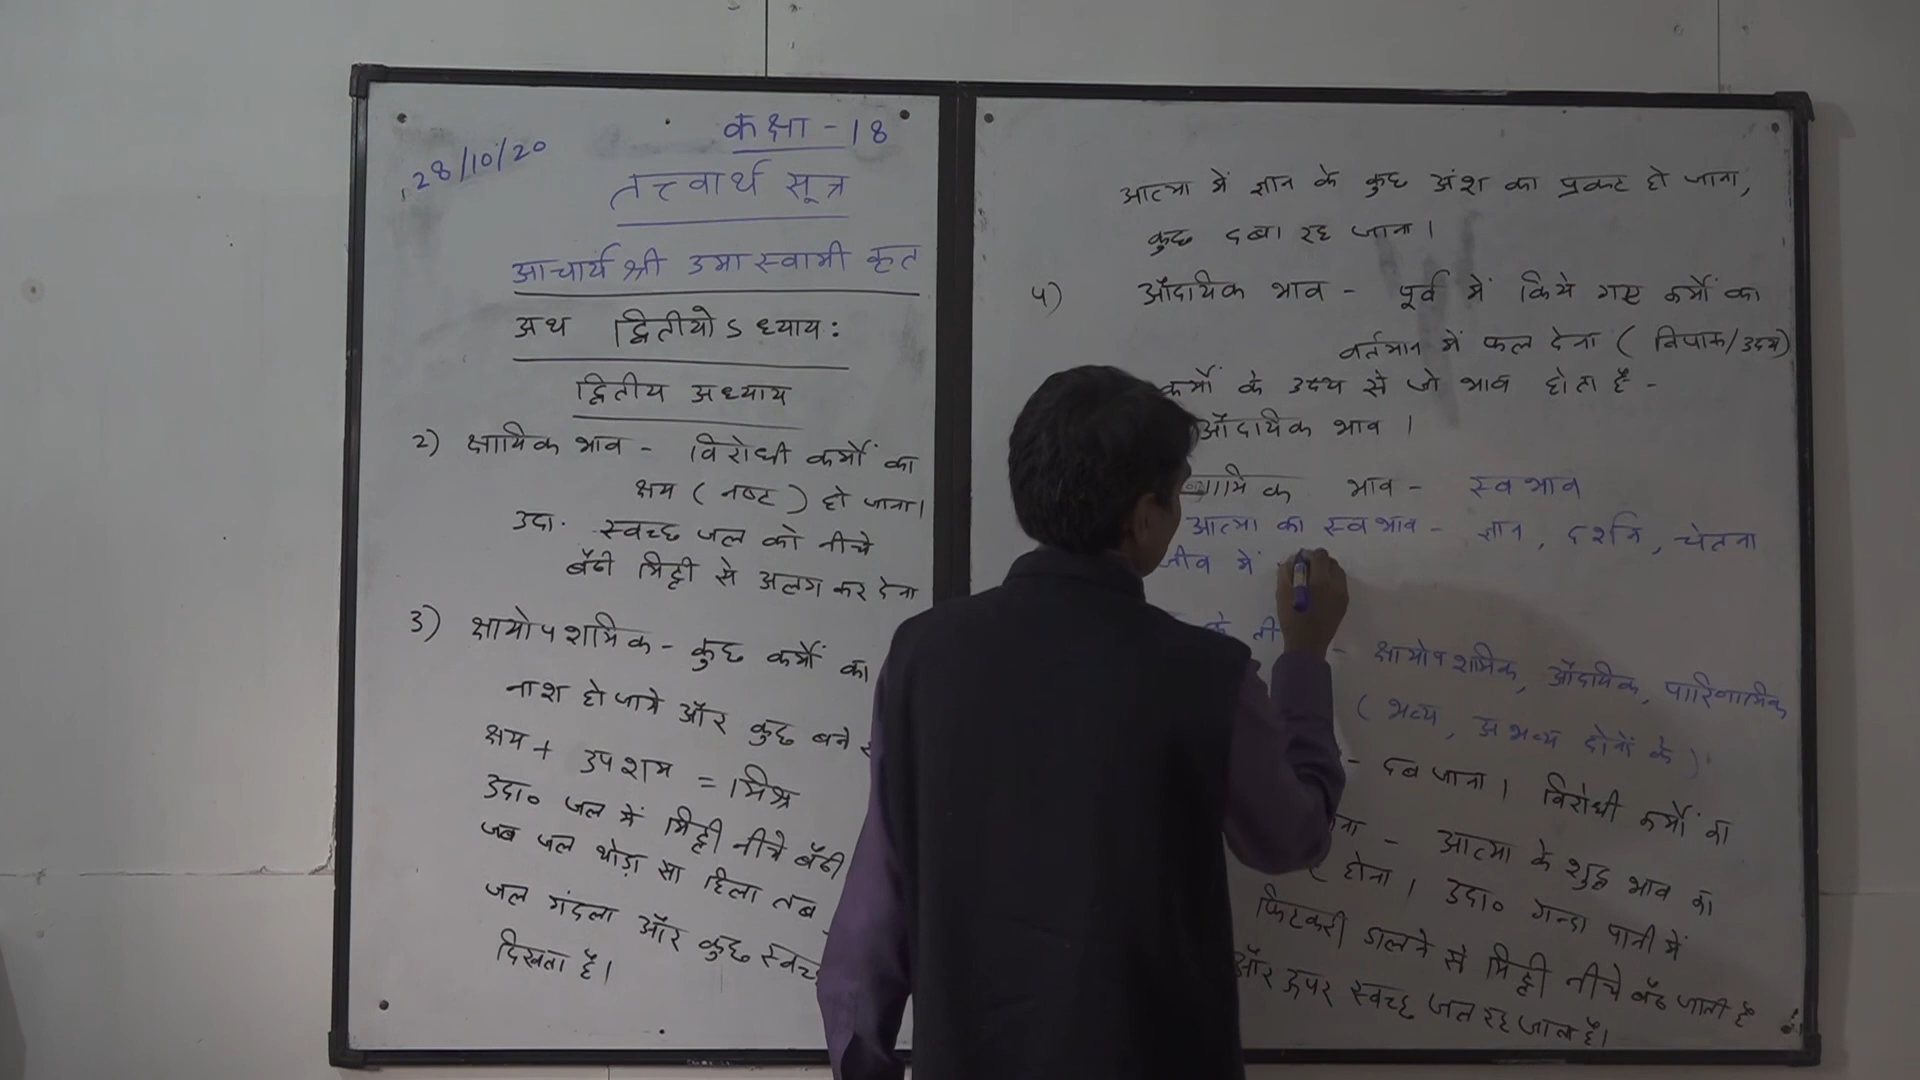 28/10/20
कक्षा - 18
तत्त्वार्थ सूत्र
आचार्य श्री उमास्वामी कृत
अथ द्वितीयोऽध्याय:
द्वितीय अध्याय
2) क्षायिक भाव - विरोधी कर्मों का
क्षय ( नष्ट ) हो जाना।
उदा. स्वच्छ जल को नीचे
बैठी मिट्टी से अलग कर देना
3) क्षायोपशमिक - कुछ कर्मों का
नाश हो जाये और कुछ बने
क्षय + उपशम = मिश्र
उदा० जल में मिट्टी नीचे बैठी
जब जल थोड़ा सा हिला तब
जल गंदला और कुछ स्वच्छ
दिखता है।
आत्मा में ज्ञान के कुछ अंश का प्रकट हो जाना,
कुछ दबा रह जाना।
4) औदायिक भाव - पूर्व में किये गए कर्मों का
वर्तमान में फल देना ( विपाक/उदय)
कर्मों के उदय से जो भाव होता है -
औदायिक भाव ।
भाव - स्वभाव
आत्मा का स्वभाव - ज्ञान, दर्शन, चेतना
जीव में
के - क्षायोपशमिक, औदायिक, पारिणामिक
( भव्य, अभव्य दोनों के )
- दब जाना। विरोधी कर्मों का
- आत्मा के शुद्ध भाव का
होना। उदा० गन्दा पानी में
फिटकरी डालने से मिट्टी नीचे बैठ जाती है
और ऊपर स्वच्छ जल रह जाता है।